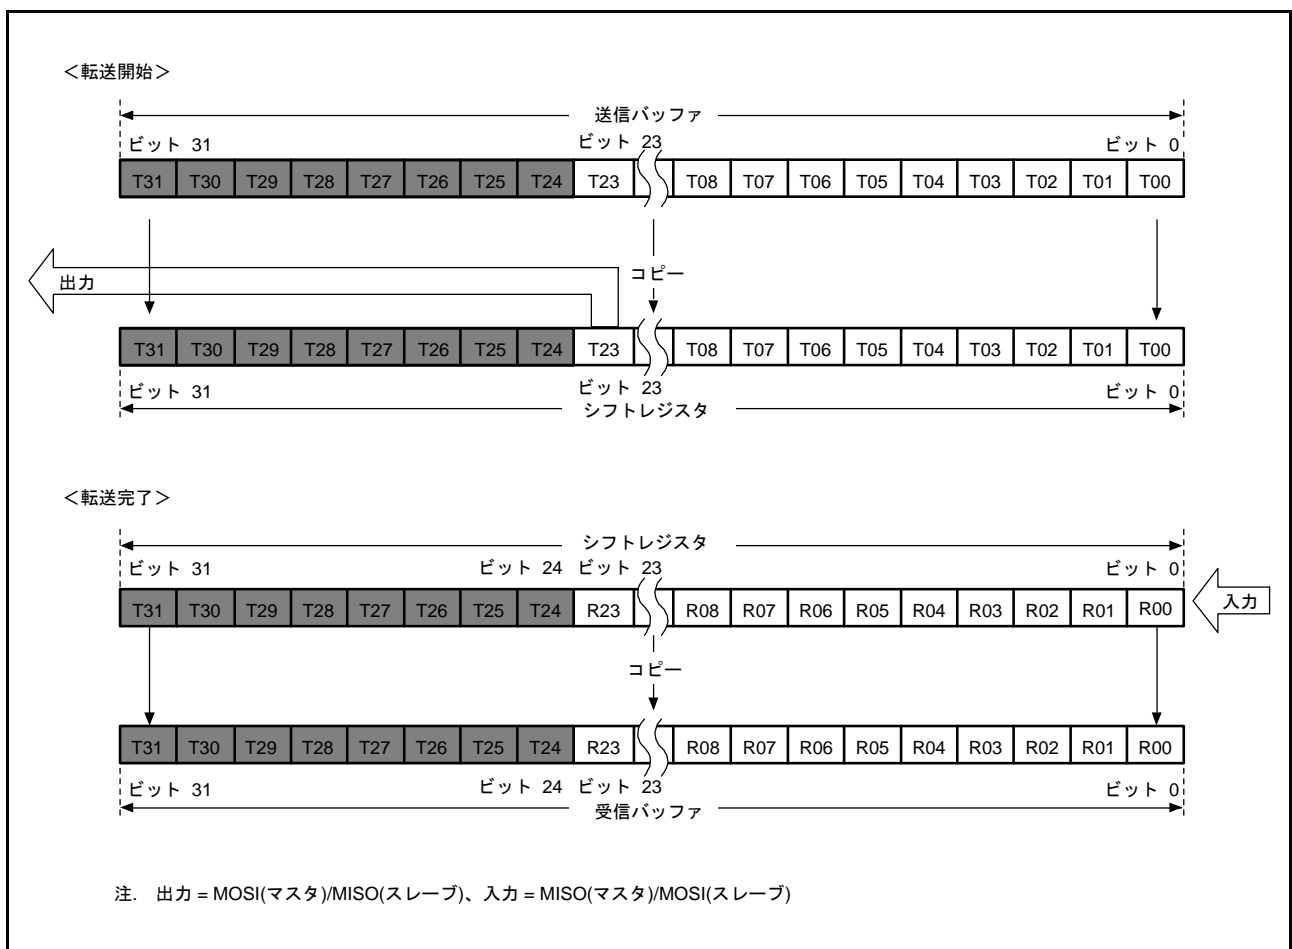 ＜転送開始＞
送信バッファ
ビット 31 ビット 23 ビット 0
T31 T30 T29 T28 T27 T26 T25 T24 T23 T08 T07 T06 T05 T04 T03 T02 T01 T00
コピー
出力
T31 T30 T29 T28 T27 T26 T25 T24 T23 T08 T07 T06 T05 T04 T03 T02 T01 T00
ビット 31 ビット 23 ビット 0
シフトレジスタ
＜転送完了＞
シフトレジスタ
ビット 31 ビット 24 ビット 23 ビット 0
T31 T30 T29 T28 T27 T26 T25 T24 R23 R08 R07 R06 R05 R04 R03 R02 R01 R00 入力
コピー
T31 T30 T29 T28 T27 T26 T25 T24 R23 R08 R07 R06 R05 R04 R03 R02 R01 R00
ビット 31 ビット 24 ビット 23 ビット 0
受信バッファ
注. 出力 = MOSI(マスタ)/MISO(スレーブ)、入力 = MISO(マスタ)/MOSI(スレーブ)